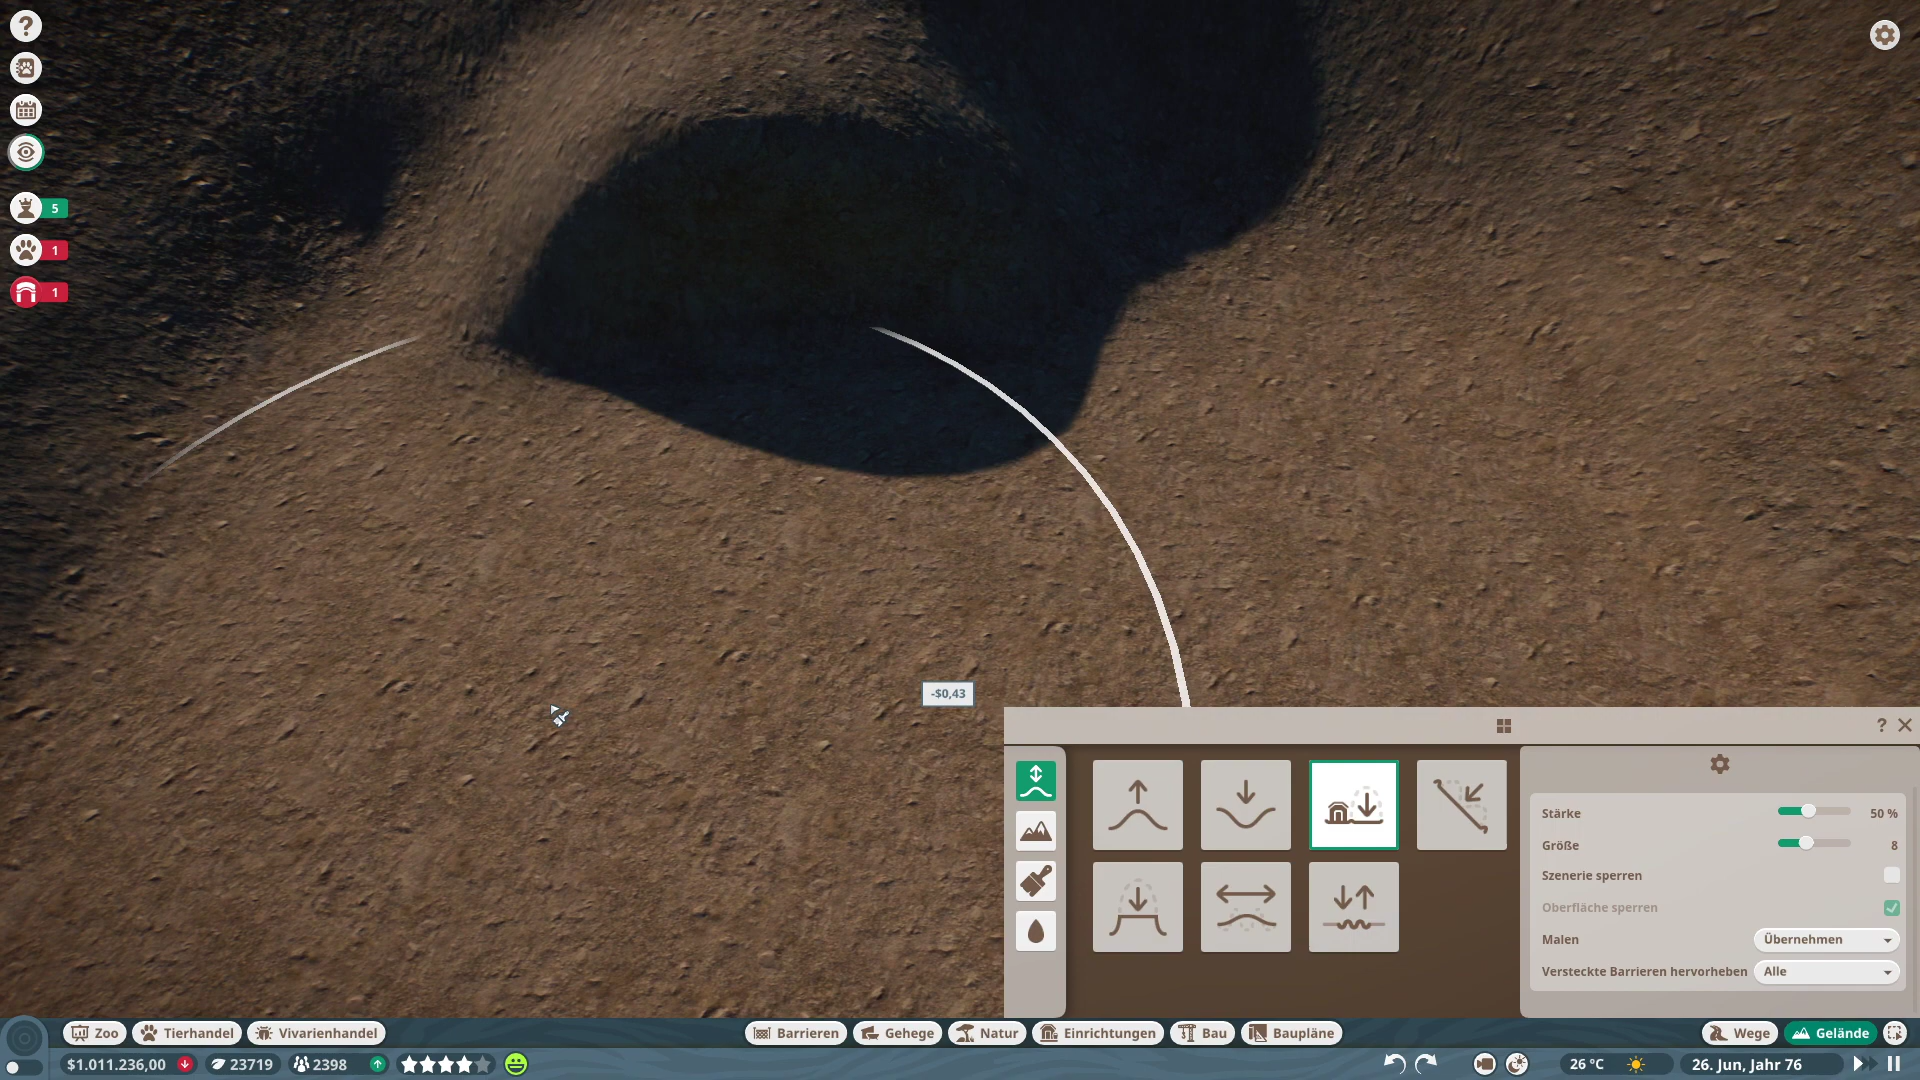 5
1
1
-$0,43
?
Stärke
50 %
Größe
8
Szenerie sperren
Oberfläche sperren
Malen
Übernehmen
Versteckte Barrieren hervorheben
Alle
Zoo
Tierhandel
Vivarienhandel
Barrieren
Gehege
Natur
Einrichtungen
Bau
Baupläne
Wege
Gelände
$1.011.236,00
23719
2398
26 °C
26. Jun, Jahr 76